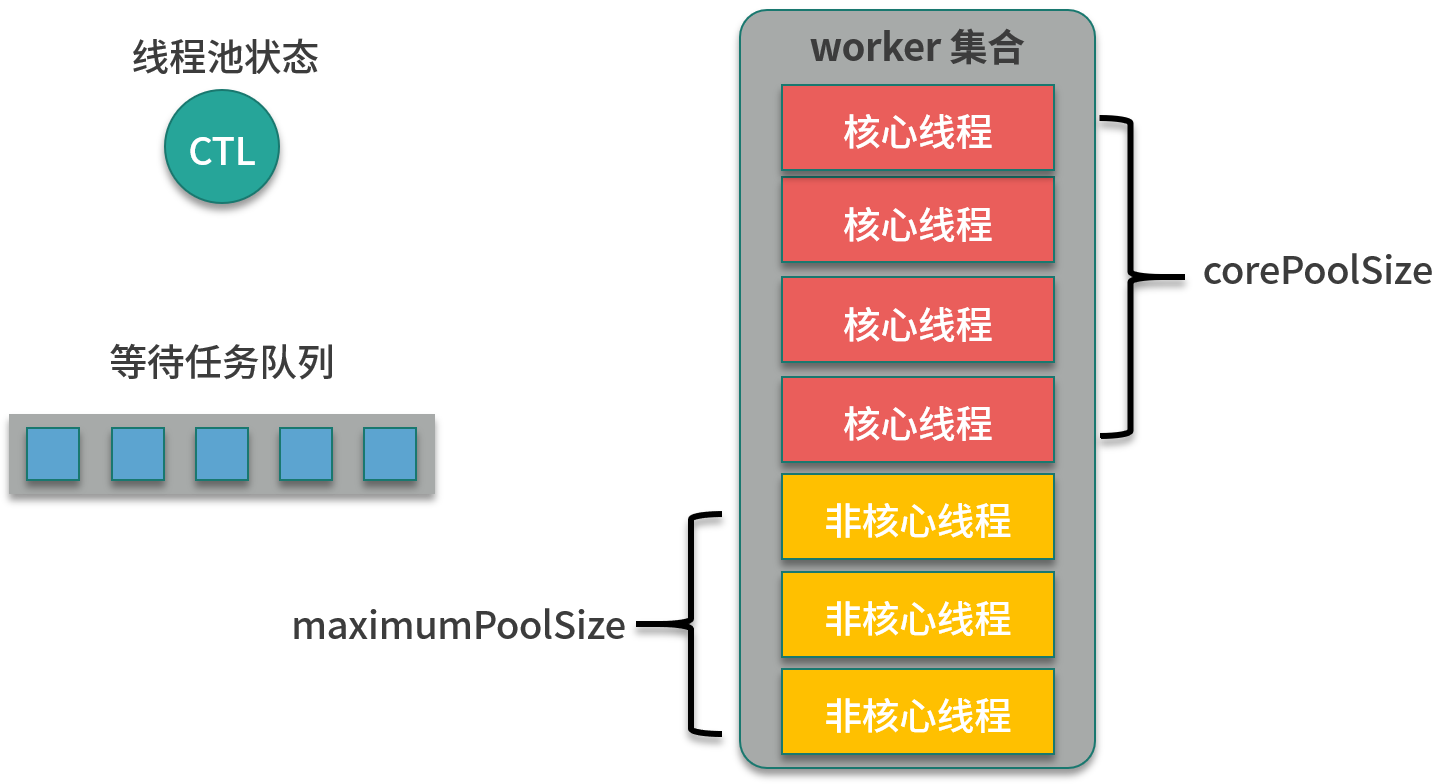 线程池状态
CTL
等待任务队列
worker 集合
核心线程
核心线程
核心线程
核心线程
非核心线程
非核心线程
非核心线程
corePoolSize
maximumPoolSize